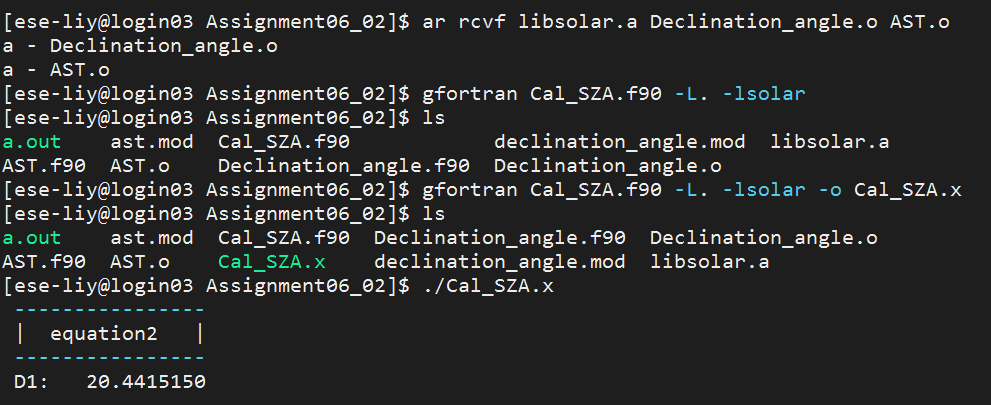 [ese-liy@login03 Assignment06_02]$ ar rcvf libsolar.a Declination_angle.o AST.o
a - Declination_angle.o
a - AST.o
[ese-liy@login03 Assignment06_02]$ gfortran Cal_SZA.f90 -L. -lsolar
[ese-liy@login03 Assignment06_02]$ ls
a.out    ast.mod  Cal_SZA.f90            declination_angle.mod  libsolar.a
AST.f90  AST.o    Declination_angle.f90  Declination_angle.o
[ese-liy@login03 Assignment06_02]$ gfortran Cal_SZA.f90 -L. -lsolar -o Cal_SZA.x
[ese-liy@login03 Assignment06_02]$ ls
a.out    ast.mod  Cal_SZA.f90  Declination_angle.f90  Declination_angle.o
AST.f90  AST.o    Cal_SZA.x    declination_angle.mod  libsolar.a
[ese-liy@login03 Assignment06_02]$ ./Cal_SZA.x
 ----------------
 |  equation2   |
 ----------------
 D1:   20.4415150